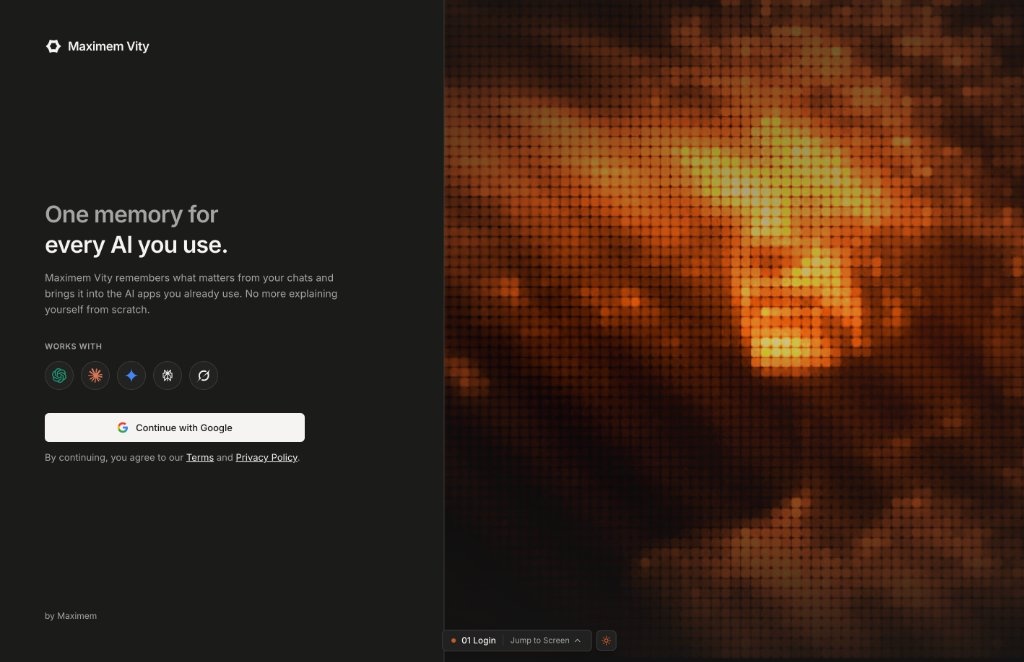 Maximem Vity
One memory for
every AI you use.
Maximem Vity remembers what matters from your chats and
brings it into the AI apps you already use. No more explaining
yourself from scratch.
WORKS WITH
Continue with Google
By continuing, you agree to our Terms and Privacy Policy.
by Maximem
01 Login Jump to Screen